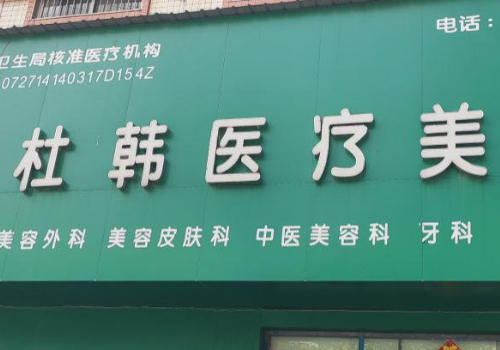 卫生局核准医疗机构
电话:
072714140317D154Z
杜韩医疗美
美容外科 美容皮肤科 中医美容科 牙科